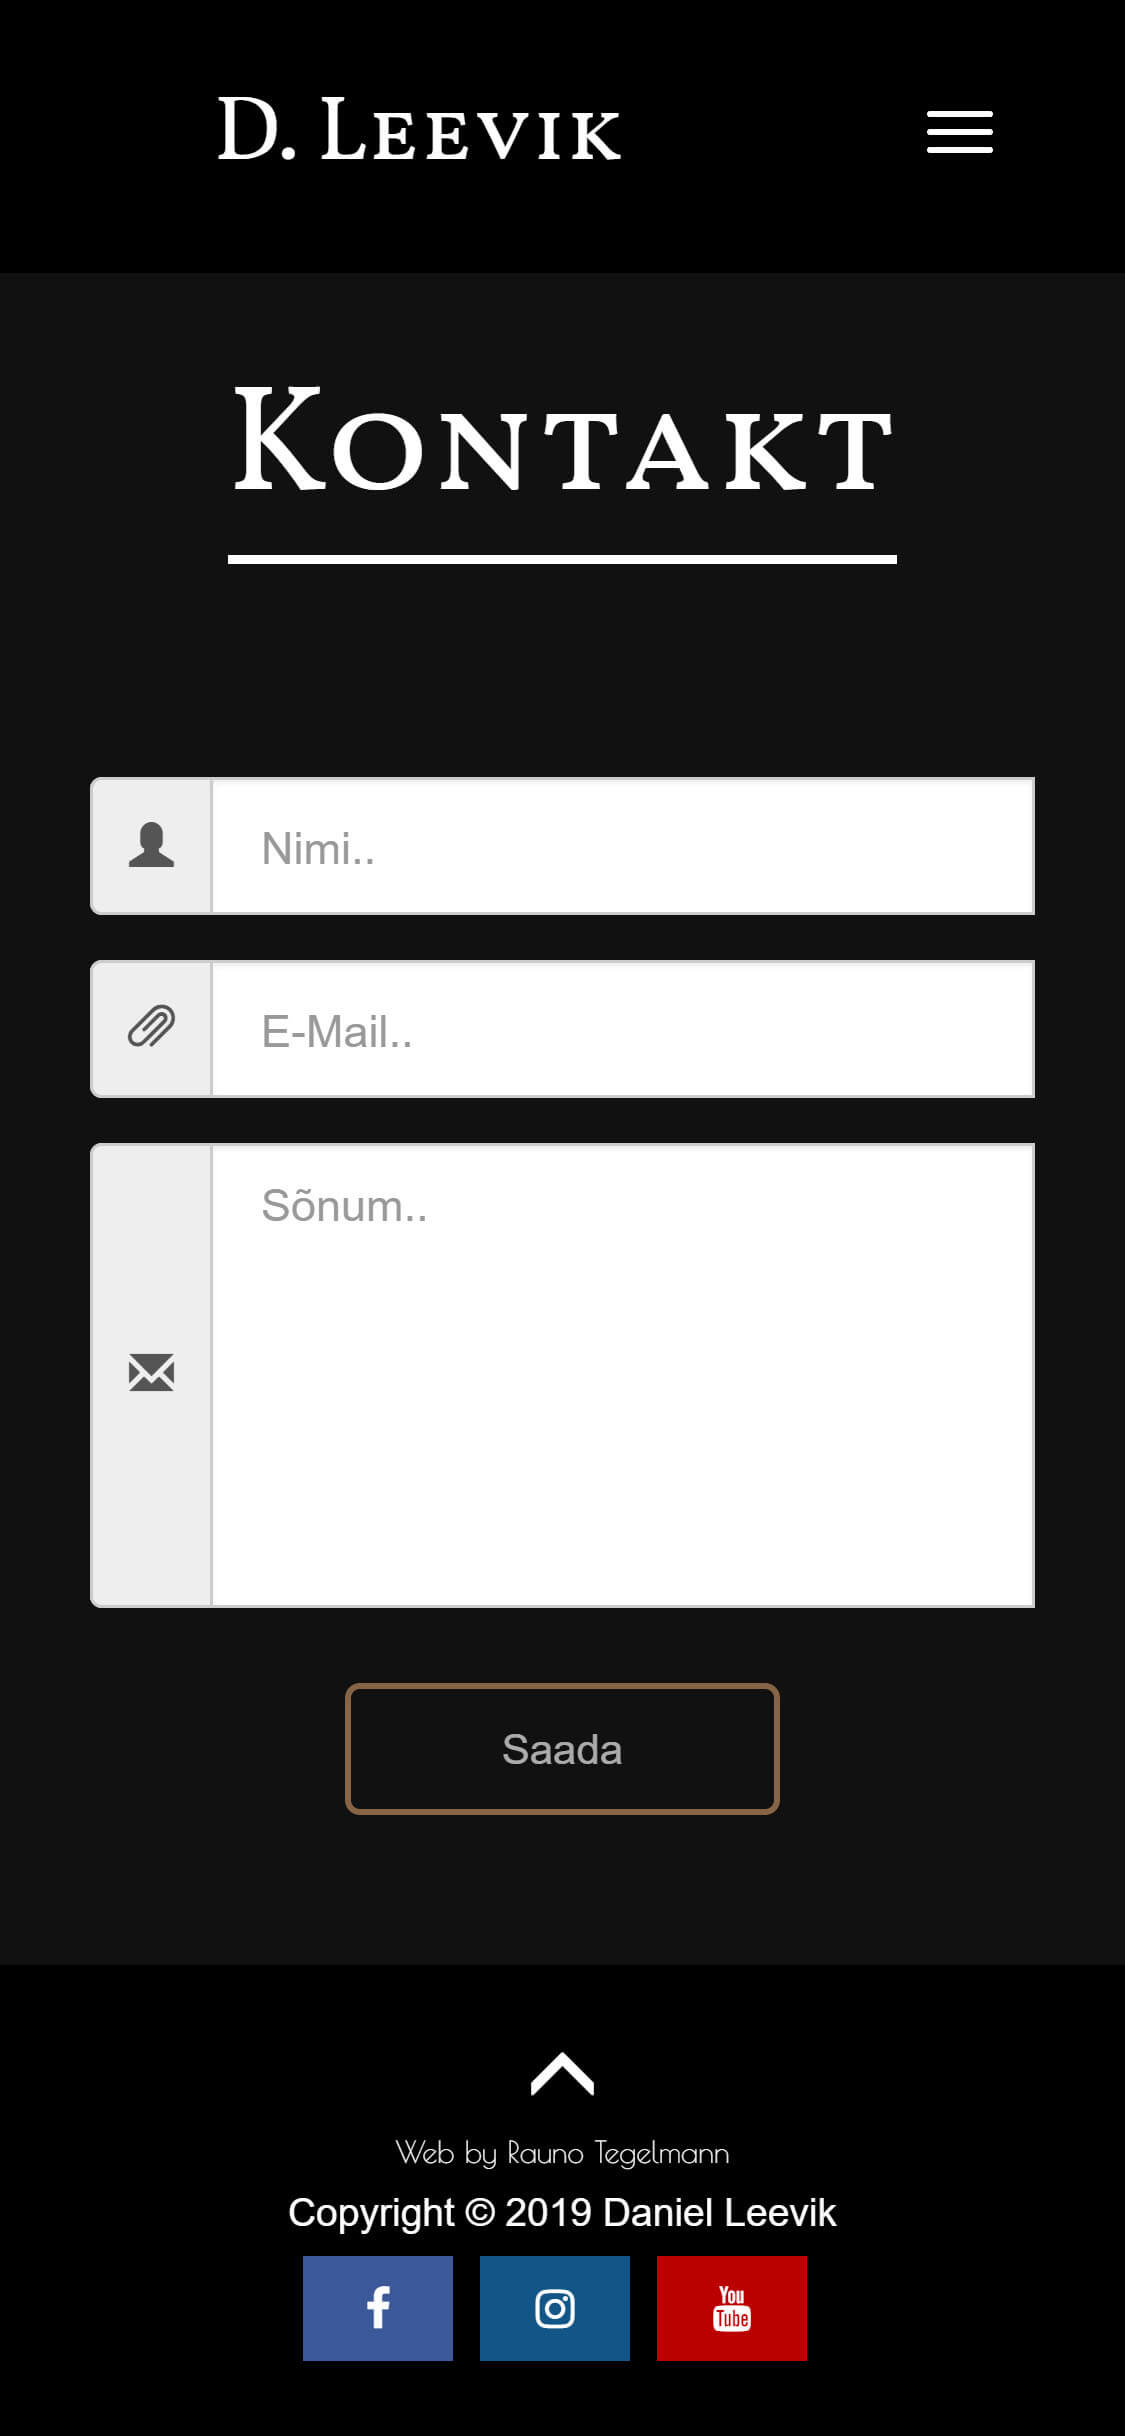 D. Leevik
Kontakt
Nimi..
E-Mail..
Sõnum..
Saada
Web by Rauno Tegelmann
Copyright © 2019 Daniel Leevik
You
Tube